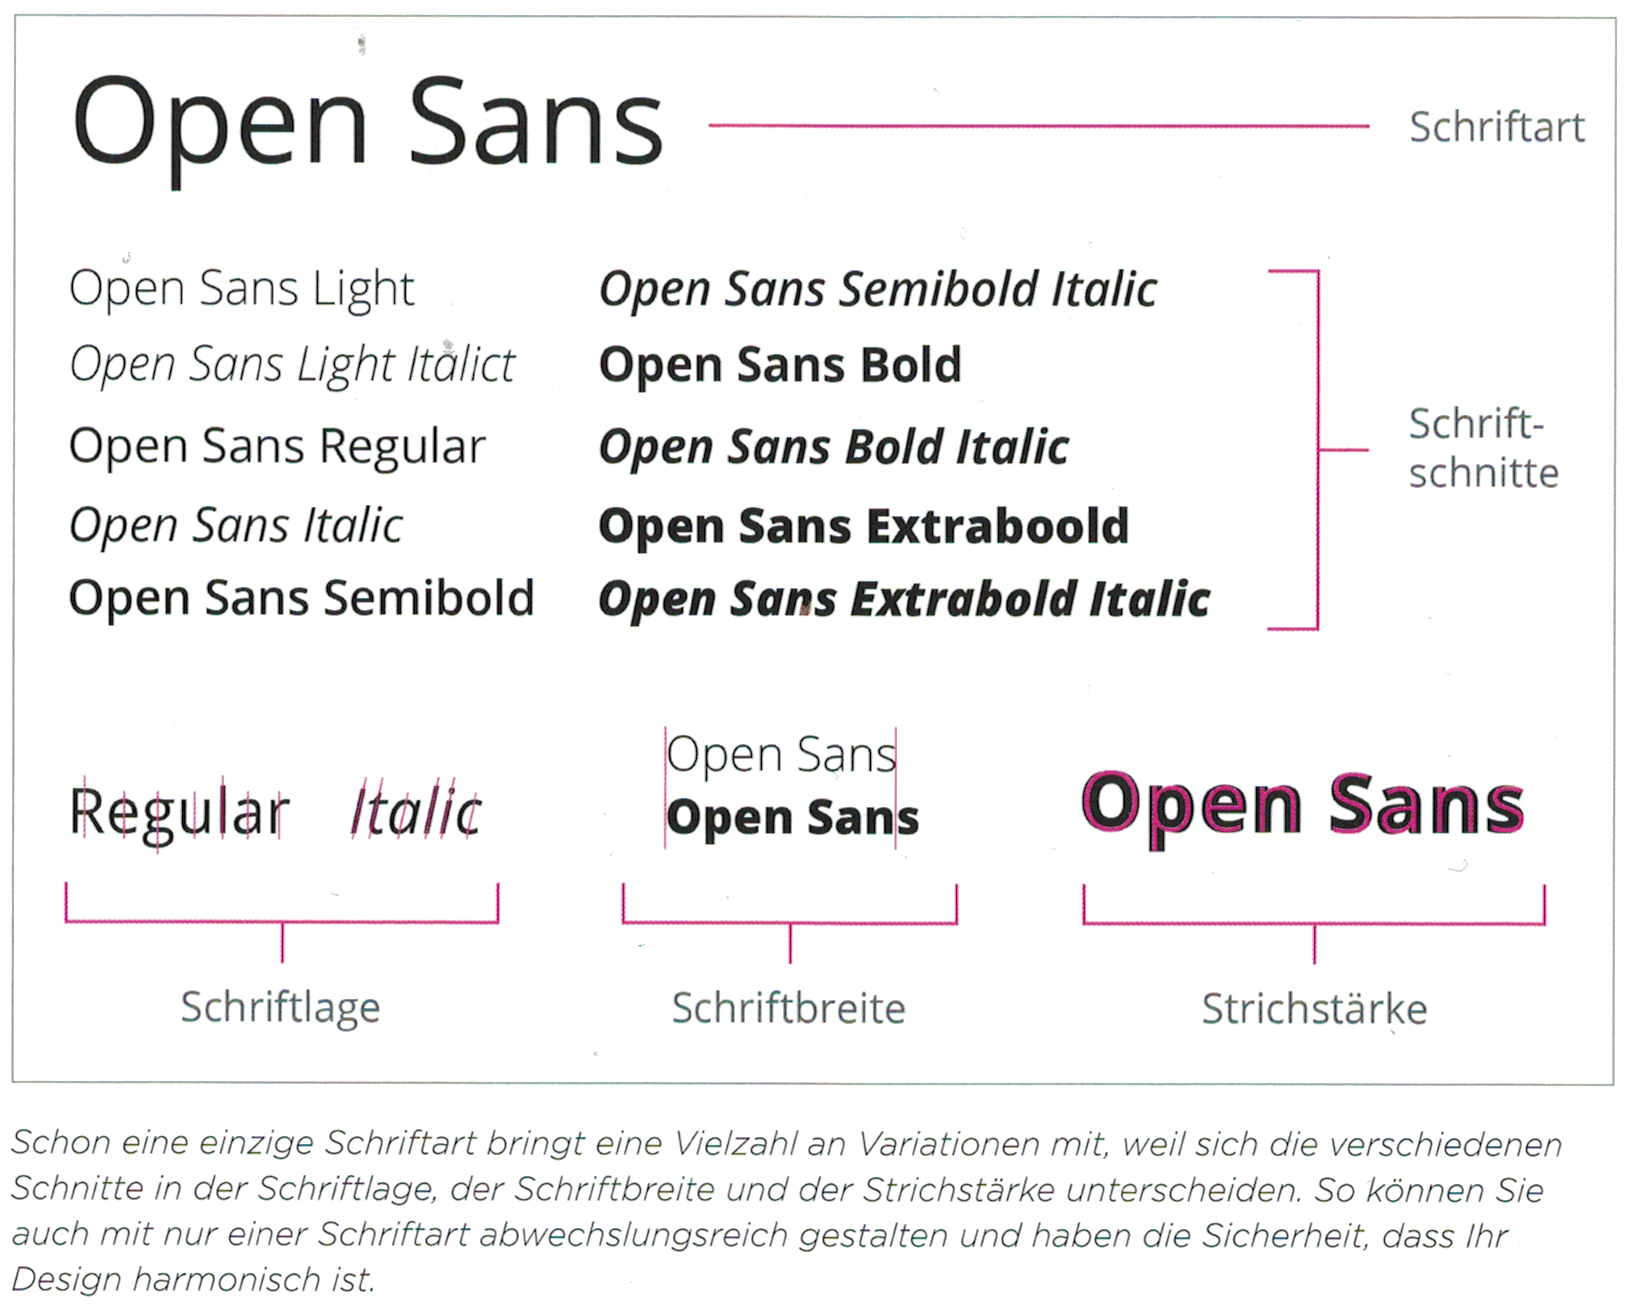 Open Sans
Schriftart
Open Sans Light
Open Sans Light Italict
Open Sans Regular
Open Sans Italic
Open Sans Semibold
Open Sans Semibold Italic
Open Sans Bold
Open Sans Bold Italic
Open Sans Extraboold
Open Sans Extrabold Italic
Schrift-
schnitte
Regular Italic
Schriftlage
Open Sans
Open Sans
Schriftbreite
Open Sans
Strichstärke
Schon eine einzige Schriftart bringt eine Vielzahl an Variationen mit, weil sich die verschiedenen
Schnitte in der Schriftlage, der Schriftbreite und der Strichstärke unterscheiden. So können Sie
auch mit nur einer Schriftart abwechslungsreich gestalten und haben die Sicherheit, dass Ihr
Design harmonisch ist.